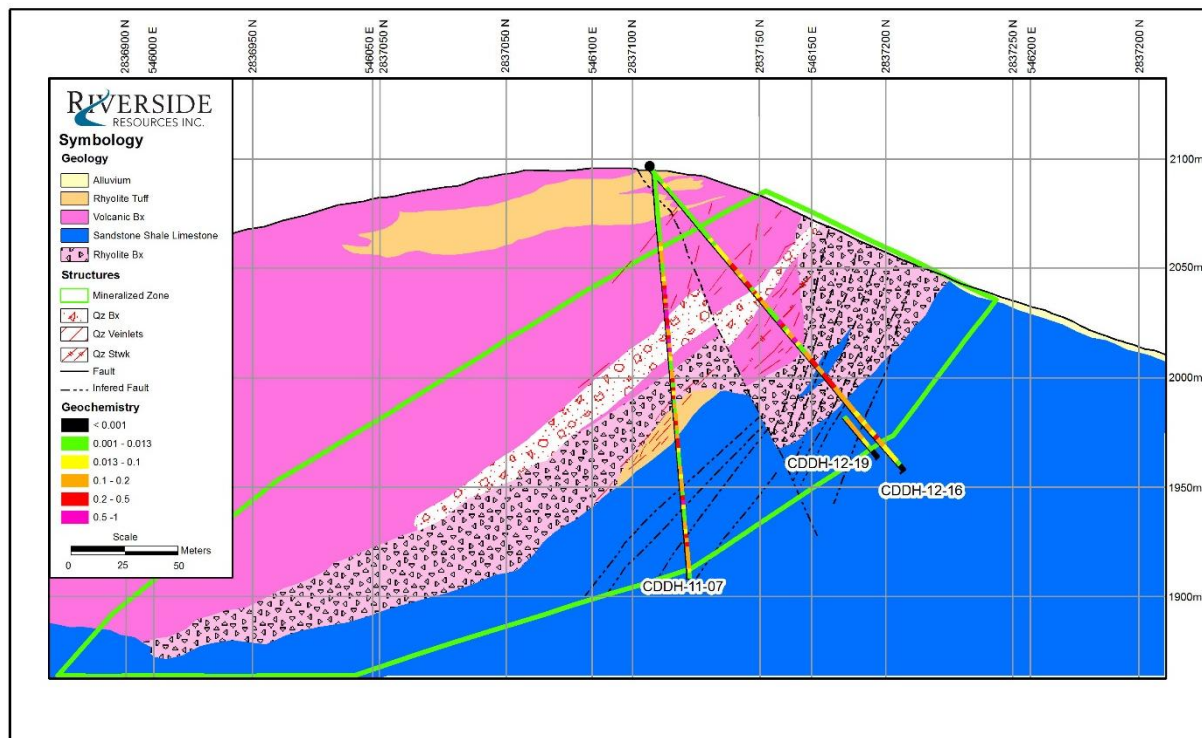 2836900 N
546000 E
2836950 N
546050 E
2837050 N
2837050 N
546100 E
2837100 N
2837150 N
546150 E
2837200 N
2837250 N
546200 E
2837200 N
RIVERSIDE
RESOURCES INC.
Symbology
Geology
Alluvium
Rhyolite Tuff
Volcanic Bx
Sandstone Shale Limestone
Rhyolite Bx
Structures
Mineralized Zone
Qz Bx
Qz Veinlets
Qz Stwk
Fault
Infered Fault
Geochemistry
< 0.001
0.001 - 0.013
0.013 - 0.1
0.1 - 0.2
0.2 - 0.5
0.5 -1
Scale
Meters
0 25 50
2100m
2050m
2000m
1950m
1900m
CDDH-12-19
CDDH-12-16
CDDH-11-07